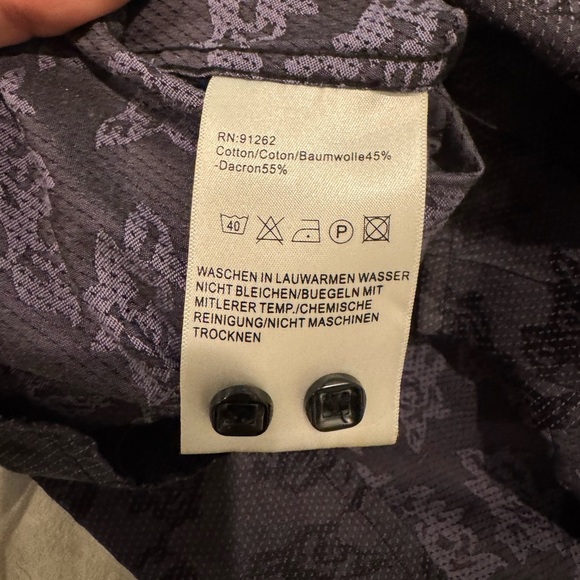 RN:91262
Cotton/Coton/Baumwolle45%
-Dacron55%
40 P
WASCHEN IN LAUWARMEN WASSER
NICHT BLEICHEN/BUEGELN MIT
MITLERER TEMP./CHEMISCHE
REINIGUNG/NICHT MASCHINEN
TROCKNEN